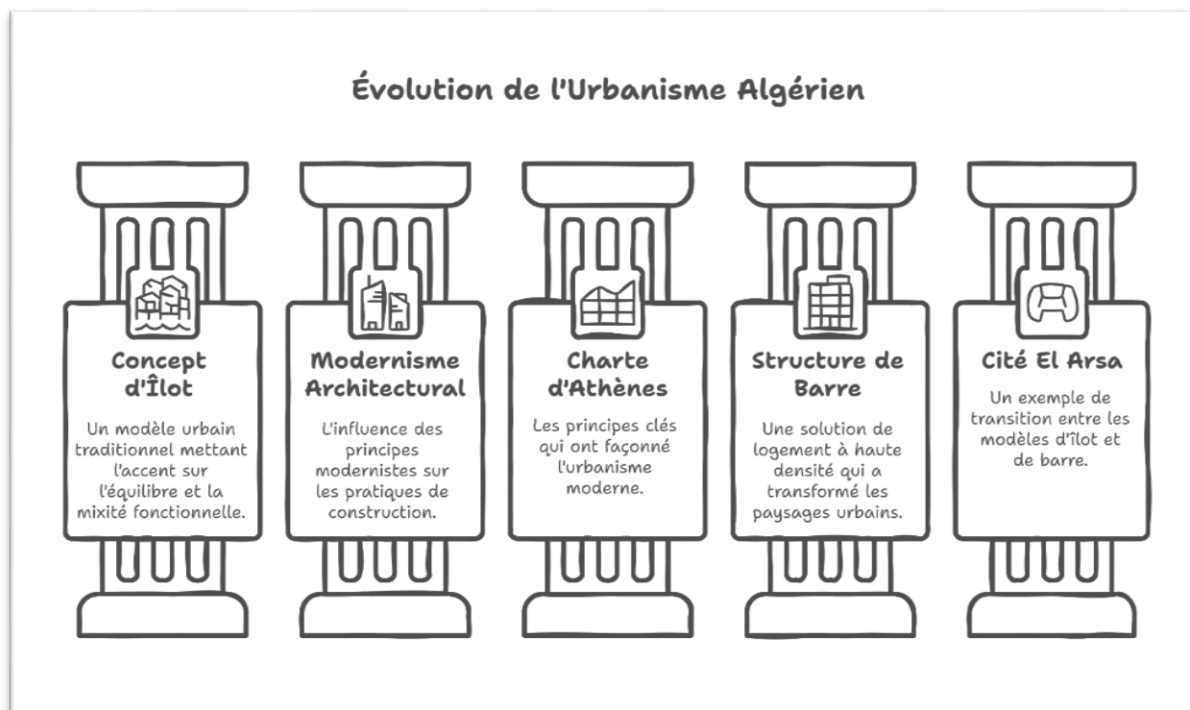 Évolution de l'Urbanisme Algérien
Concept
d'Îlot
Un modèle urbain
traditionnel mettant
l'accent sur
l'équilibre et la
mixité fonctionnelle.
Modernisme
Architectural
L'influence des
principes
modernistes sur
les pratiques de
construction.
Charte
d'Athènes
Les principes clés
qui ont façonné
l'urbanisme
moderne.
Structure de
Barre
Une solution de
logement à haute
densité qui a
transformé les
paysages urbains.
Cité El Arsa
Un exemple de
transition entre les
modèles d'îlot et
de barre.